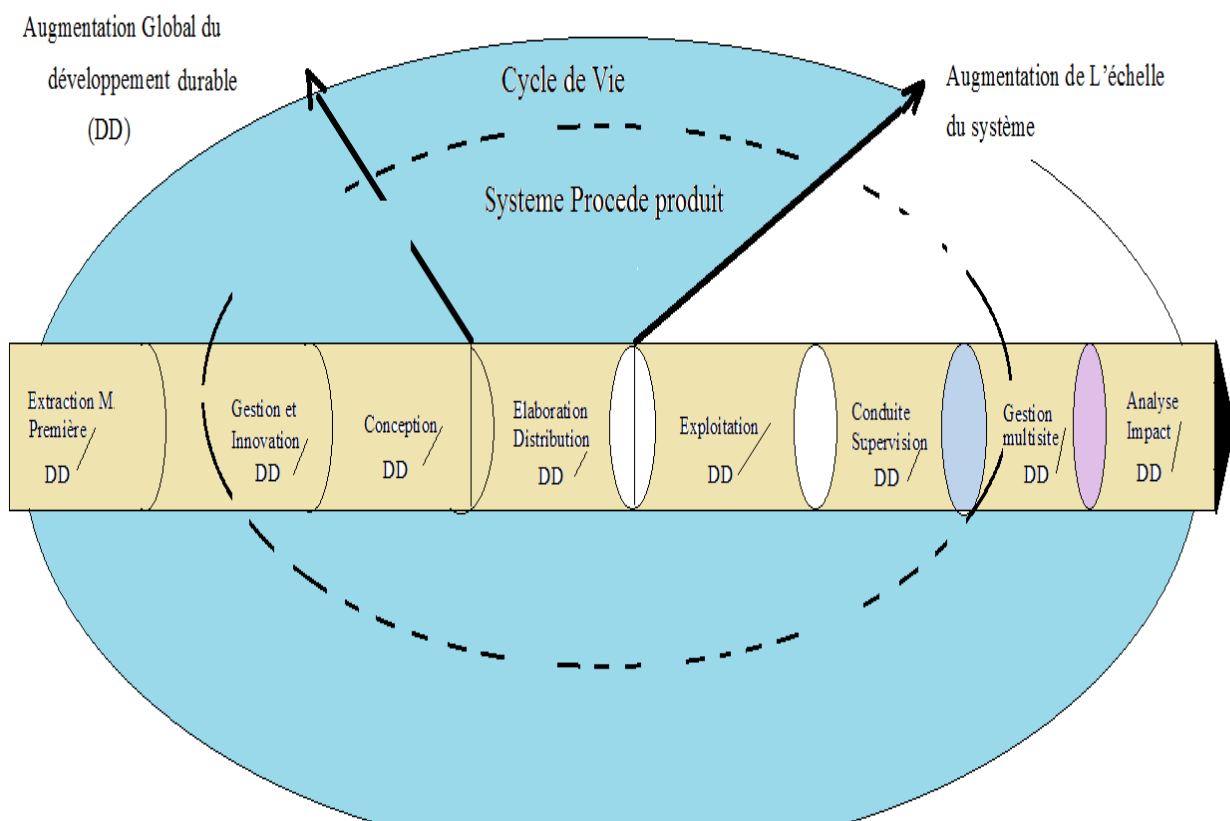 Augmentation Global du
développement durable
(DD)
Cycle de Vie
Augmentation de L'échelle
du système
Systeme Procede produit
Extraction M.
Première
DD
Gestion et
Innovation
DD
Conception
DD
Elaboration
Distribution
DD
Exploitation
DD
Conduite
Supervision
DD
Gestion
multisite
DD
Analyse
Impact
DD